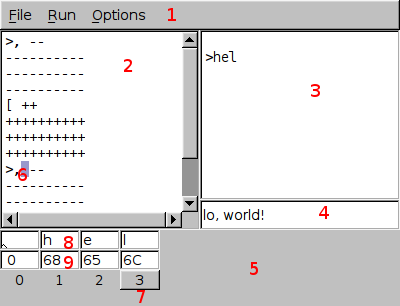 File Run Options 1
>, --
----------
----------
----------
[ ++
++++++++++
++++++++++
++++++++++
>, --
----------
----------
2
6
>hel
3
lo, world! 4
h 8 e l
0 68 9 65 6C
0 1 2 3
7
5